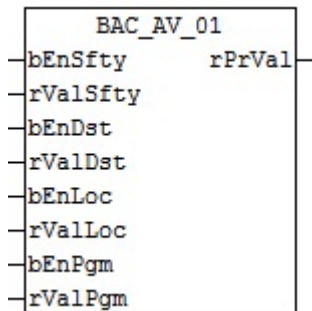 BAC_AV_01
bEnSfty rPrVal
rValSfty
bEnDst
rValDst
bEnLoc
rValLoc
bEnPgm
rValPgm